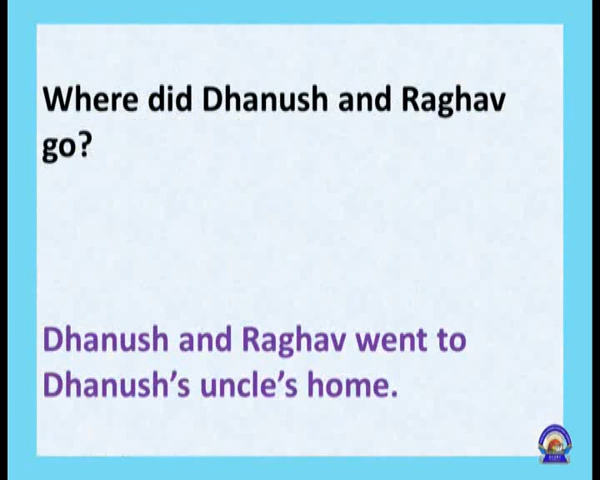 Where did Dhanush and Raghav
go?
Dhanush and Raghav went to
Dhanush’s uncle’s home.